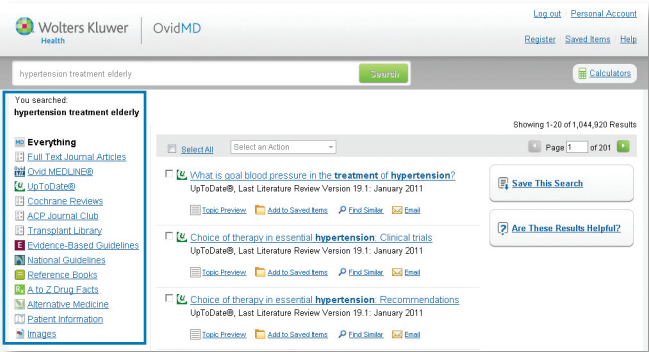 Log out Personal Account
Wolters Kluwer OvidMD
Health
Register Saved Items Help
hypertension treatment elderly Search Calculators
You searched:
hypertension treatment elderly
Showing 1-20 of 1,044,920 Results
MD Everything
Full Text Journal Articles
Ovid MEDLINE®
UpToDate®
Cochrane Reviews
ACP Journal Club
Transplant Library
E Evidence-Based Guidelines
National Guidelines
Reference Books
A to Z Drug Facts
Alternative Medicine
Patient Information
Images
Select All Select an Action Page 1 of 201
What is goal blood pressure in the treatment of hypertension?
UpToDate®, Last Literature Review Version 19.1: January 2011
Topic Preview Add to Saved Items Find Similar Email
Choice of therapy in essential hypertension: Clinical trials
UpToDate®, Last Literature Review Version 19.1: January 2011
Topic Preview Add to Saved Items Find Similar Email
Choice of therapy in essential hypertension: Recommendations
UpToDate®, Last Literature Review Version 19.1: January 2011
Topic Preview Add to Saved Items Find Similar Email
Save This Search
Are These Results Helpful?